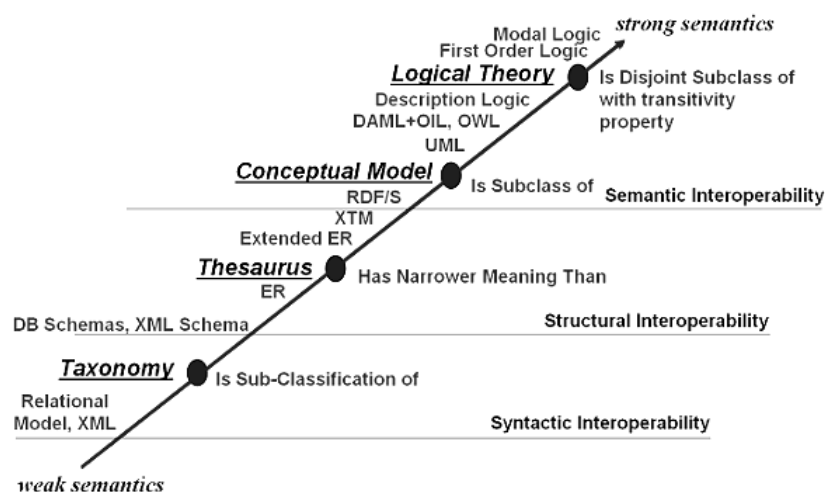 strong semantics
Modal Logic
First Order Logic
Logical Theory
Is Disjoint Subclass of
with transitivity
property
Description Logic
DAML+OIL, OWL
UML
Conceptual Model
Is Subclass of
RDF/S
Semantic Interoperability
XTM
Extended ER
Thesaurus
Has Narrower Meaning Than
ER
DB Schemas, XML Schema
Structural Interoperability
Taxonomy
Is Sub-Classification of
Relational
Model, XML
Syntactic Interoperability
weak semantics